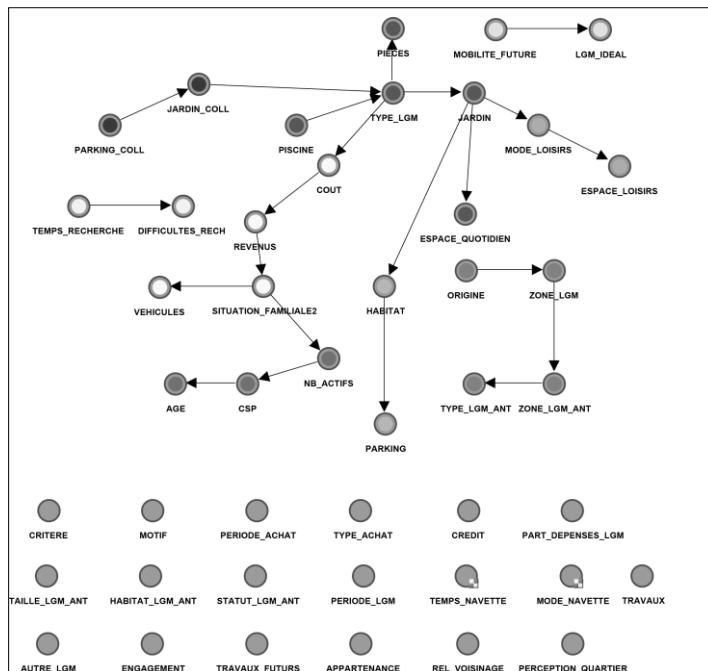 PIECES
MOBILITE_FUTURE
LGM_IDEAL
JARDIN_COLL
TYPE_LGM
JARDIN
PARKING_COLL
PISCINE
MODE_LOISIRS
ESPACE_LOISIRS
COUT
TEMPS_RECHERCHE
DIFFICULTES_RECH
REVENUS
ESPACE_QUOTIDIEN
ORIGINE
ZONE_LGM
VEHICULES
SITUATION_FAMILIALE2
HABITAT
NB_ACTIFS
AGE
CSP
TYPE_LGM_ANT
ZONE_LGM_ANT
PARKING
CRITERE
MOTIF
PERIODE_ACHAT
TYPE_ACHAT
CREDIT
PART_DEPENSES_LGM
TAILLE_LGM_ANT
HABITAT_LGM_ANT
STATUT_LGM_ANT
PERIODE_LGM
TEMPS_NAVETTE
MODE_NAVETTE
TRAVAUX
AUTRE_LGM
ENGAGEMENT
TRAVAUX_FUTURS
APPARTENANCE
REL_VOISINAGE
PERCEPTION_QUARTIER